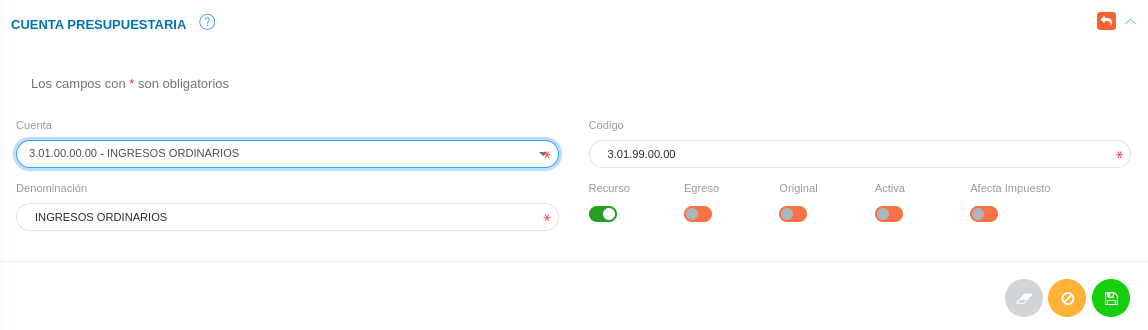 CUENTA PRESUPUESTARIA ?
Los campos con * son obligatorios
Cuenta
3.01.00.00.00 - INGRESOS ORDINARIOS *
Código
3.01.99.00.00 *
Denominación
INGRESOS ORDINARIOS *
Recurso Egreso Original Activa Afecta Impuesto